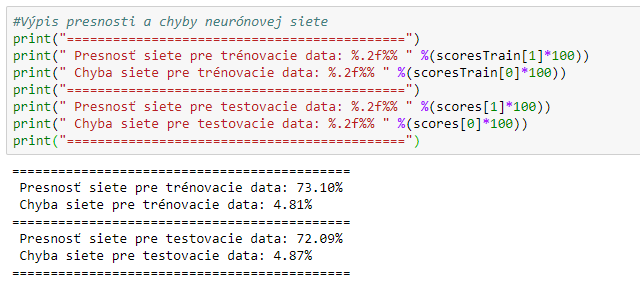 #Výpis presnosti a chyby neurónovej siete
print("============================================")
print(" Presnosť siete pre trénovacie data: %.2f%% " %(scoresTrain[1]*100))
print(" Chyba siete pre trénovacie data: %.2f%% " %(scoresTrain[0]*100))
print("============================================")
print(" Presnosť siete pre testovacie data: %.2f%% " %(scores[1]*100))
print(" Chyba siete pre testovacie data: %.2f%% " %(scores[0]*100))
print("============================================")
============================================
Presnosť siete pre trénovacie data: 73.10%
Chyba siete pre trénovacie data: 4.81%
============================================
Presnosť siete pre testovacie data: 72.09%
Chyba siete pre testovacie data: 4.87%
============================================